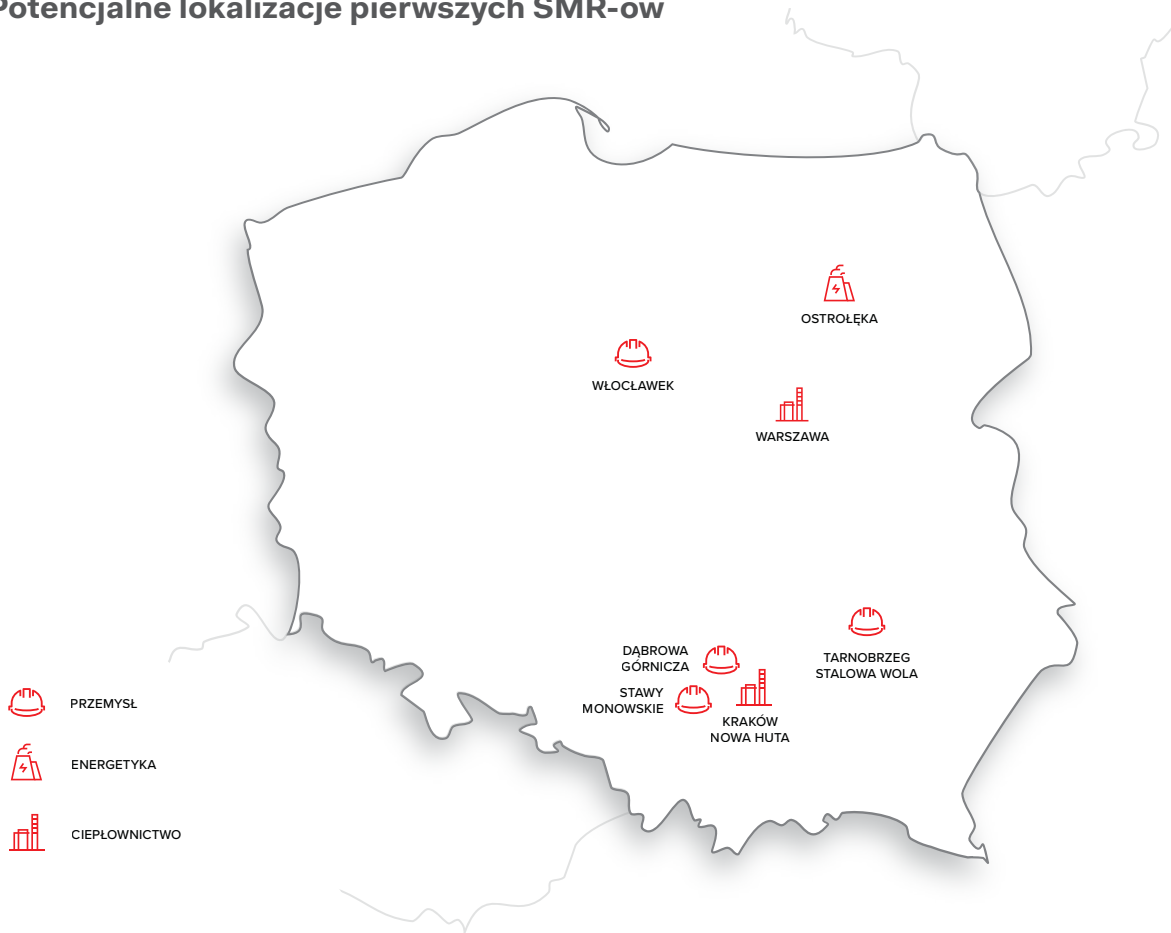 Potencjalne lokalizacje pierwszych SMR-ów
OSTROŁĘKA
WŁOCŁAWEK
WARSZAWA
TARNOBRZEG
STALOWA WOLA
DĄBROWA
GÓRNICZA
STAWY
MONOWSKIE
KRAKÓW
NOWA HUTA
PRZEMYSŁ
ENERGETYKA
CIEPŁOWNICTWO